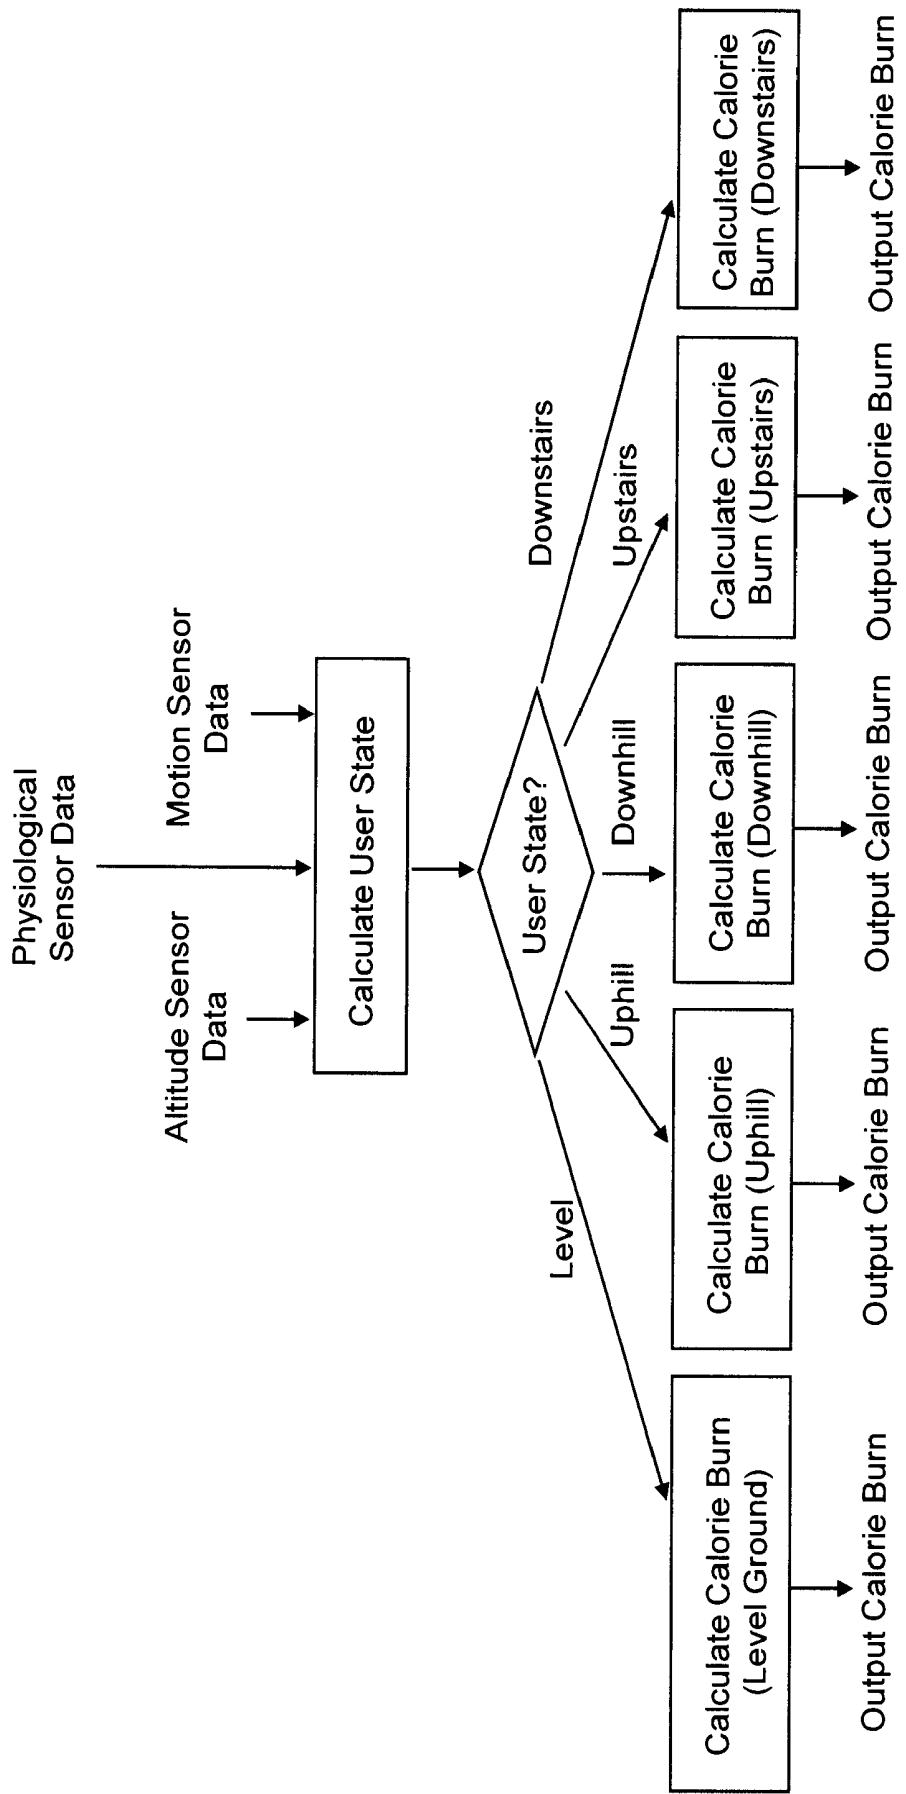 Physiological
Sensor Data
Altitude Sensor
Data
Motion Sensor
Data
Calculate User State
User State?
Level
Uphill
Downhill
Upstairs
Downstairs
Calculate Calorie Burn
(Level Ground)
Calculate Calorie
Burn (Uphill)
Calculate Calorie
Burn (Downhill)
Calculate Calorie
Burn (Upstairs)
Calculate Calorie
Burn (Downstairs)
Output Calorie Burn
Output Calorie Burn
Output Calorie Burn
Output Calorie Burn
Output Calorie Burn